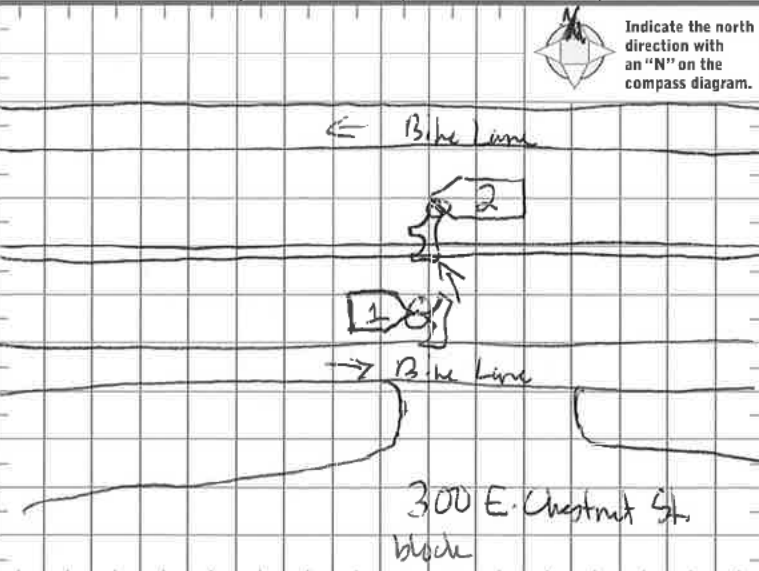 N
Indicate the north
direction with
an “N” on the
compass diagram.
← Bike Lane
2
1
→ Bike Lane
300 E. Chestnut St.
block